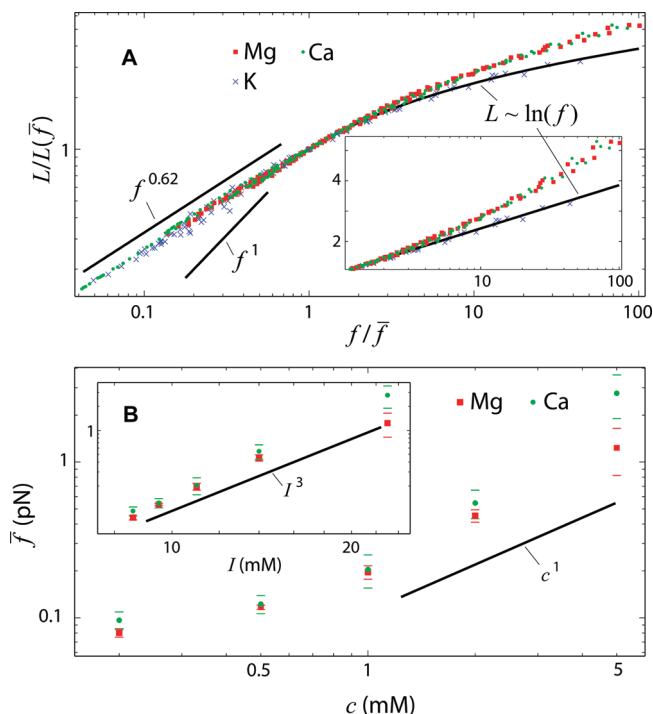 Mg Ca
K
A
L/L(f̄)
f^0.62
f^1
L ~ ln(f)
1
4
2
10
100
0.1
1
10
100
f/f̄
B
Mg Ca
1
I^3
10
20
I (mM)
f̄ (pN)
1
0.1
c^1
0.5
1
5
c (mM)